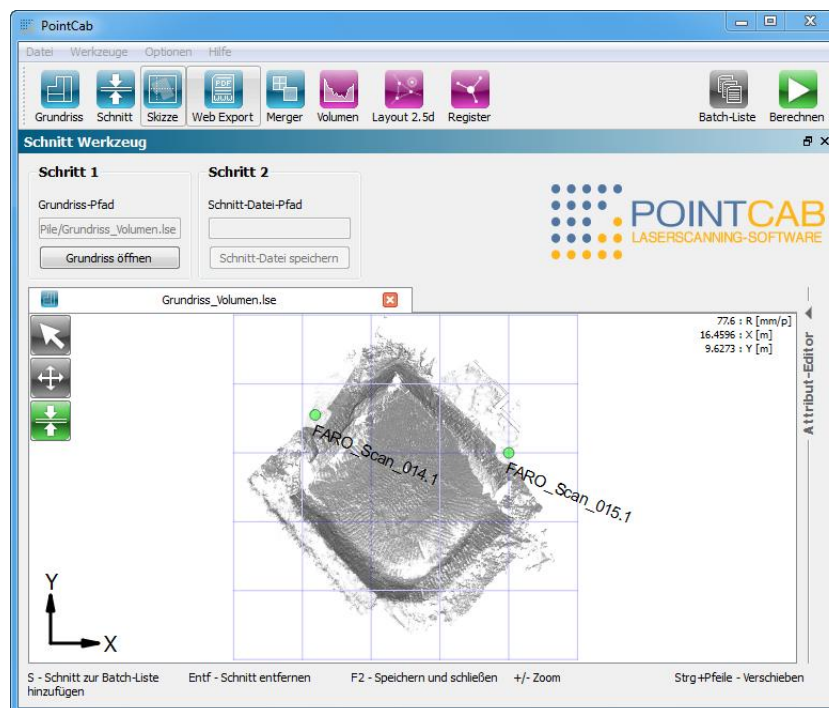 PointCab
Datei Werkzeuge Optionen Hilfe
PDF
Grundriss Schnitt Skizze Web Export Merger Volumen Layout 2.5d Register Batch-Liste Berechnen
Schnitt Werkzeug
Schritt 1
Grundriss-Pfad
Pile/Grundriss_Volumen.lse
Grundriss öffnen
Schritt 2
Schnitt-Datei-Pfad
Schnitt-Datei speichern
POINTCAB
LASERSCANNING-SOFTWARE
Grundriss_Volumen.lse
77.6 : R [mm/p]
16.4596 : X [m]
9.6273 : Y [m]
Attribut-Editor
FARO_Scan_014.1
FARO_Scan_015.1
Y
X
S - Schnitt zur Batch-Liste
hinzufügen
Entf - Schnitt entfernen
F2 - Speichern und schließen
+/- Zoom
Strg+Pfeile - Verschieben